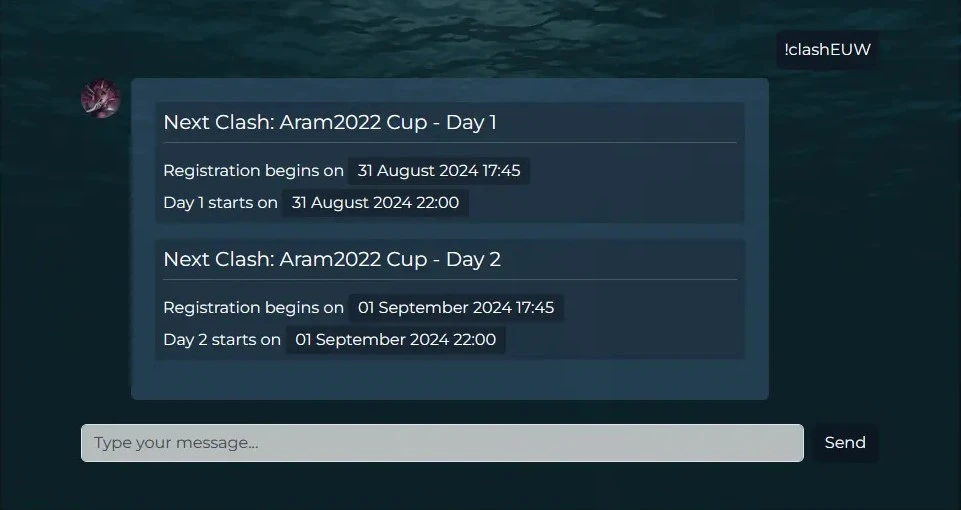 !clashEUW
Next Clash: Aram2022 Cup - Day 1
Registration begins on 31 August 2024 17:45
Day 1 starts on 31 August 2024 22:00
Next Clash: Aram2022 Cup - Day 2
Registration begins on 01 September 2024 17:45
Day 2 starts on 01 September 2024 22:00
Type your message... Send